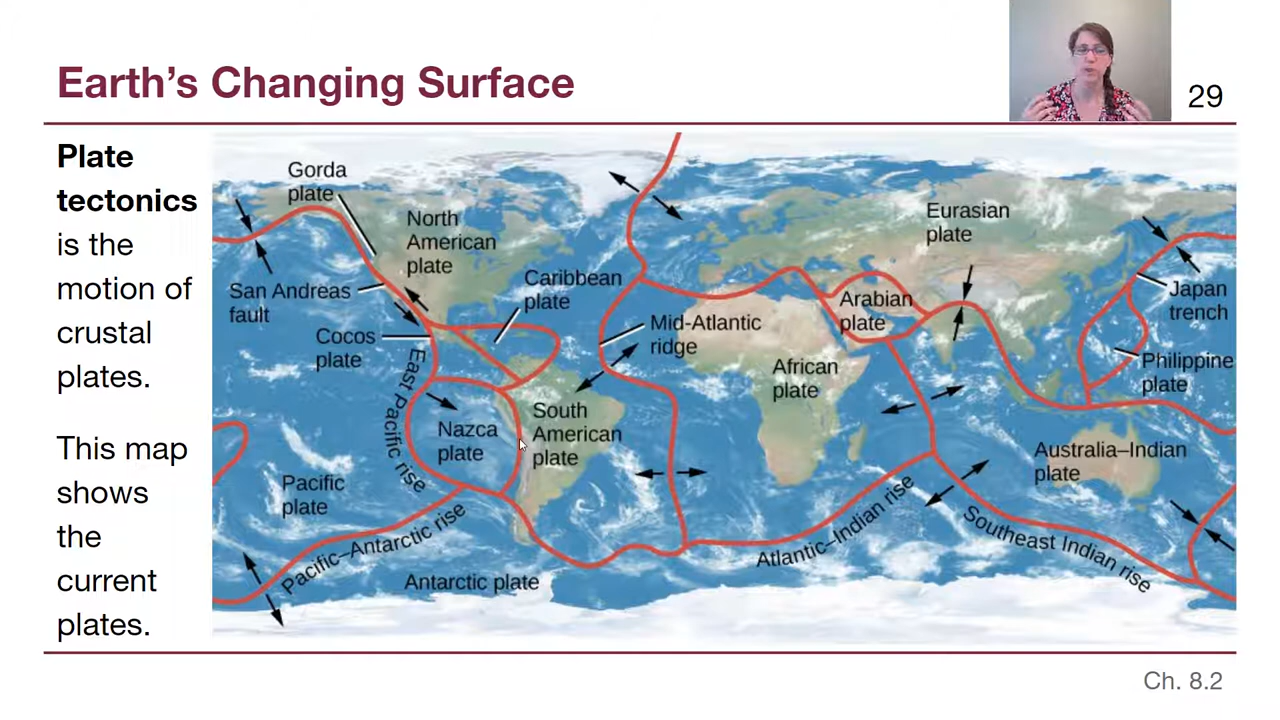 Earth's Changing Surface
29
Plate
tectonics
is the
motion of
crustal
plates.
This map
shows
the
current
plates.
Gorda
plate
North
American
plate
San Andreas
fault
Caribbean
plate
Cocos
plate
East Pacific rise
Nazca
plate
South
American
plate
Pacific
plate
Pacific–Antarctic rise
Antarctic plate
Mid-Atlantic
ridge
African
plate
Arabian
plate
Eurasian
plate
Japan
trench
Philippine
plate
Australia–Indian
plate
Atlantic–Indian rise
Southeast Indian rise
Ch. 8.2